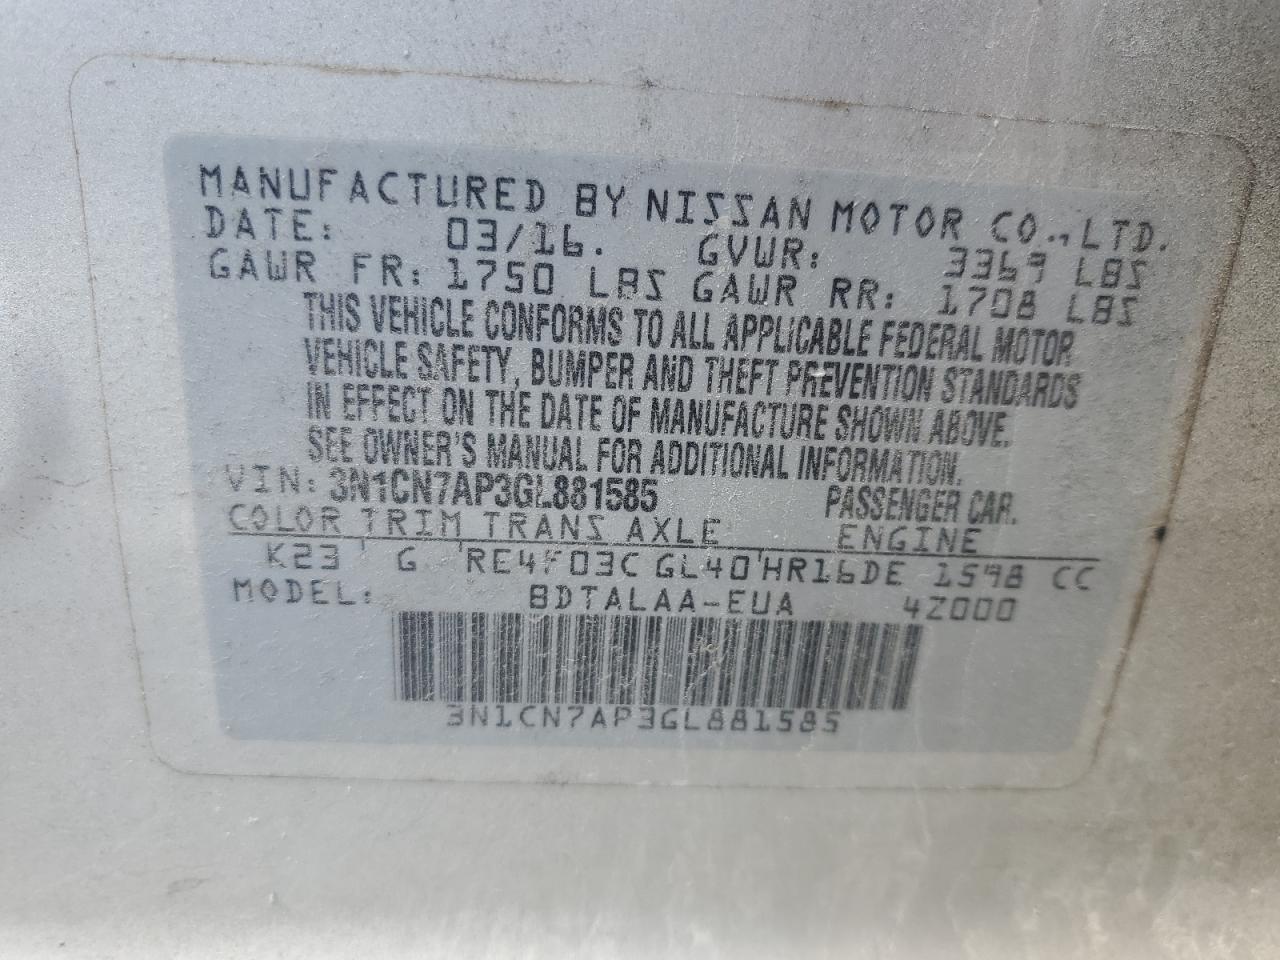 MANUFACTURED BY NISSAN MOTOR CO., LTD.
DATE: 03/16. GVWR: 3369 LBS
GAWR FR: 1750 LBS GAWR RR: 1708 LBS
THIS VEHICLE CONFORMS TO ALL APPLICABLE FEDERAL MOTOR
VEHICLE SAFETY, BUMPER AND THEFT PREVENTION STANDARDS
IN EFFECT ON THE DATE OF MANUFACTURE SHOWN ABOVE.
SEE OWNER'S MANUAL FOR ADDITIONAL INFORMATION.
VIN: 3N1CN7AP3GL881585 PASSENGER CAR.
COLOR TRIM TRANS AXLE ENGINE
K23 G RE4F03C GL40 HR16DE 1598 CC
MODEL: BDTALAA-EUA 4Z000
3N1CN7AP3GL881585